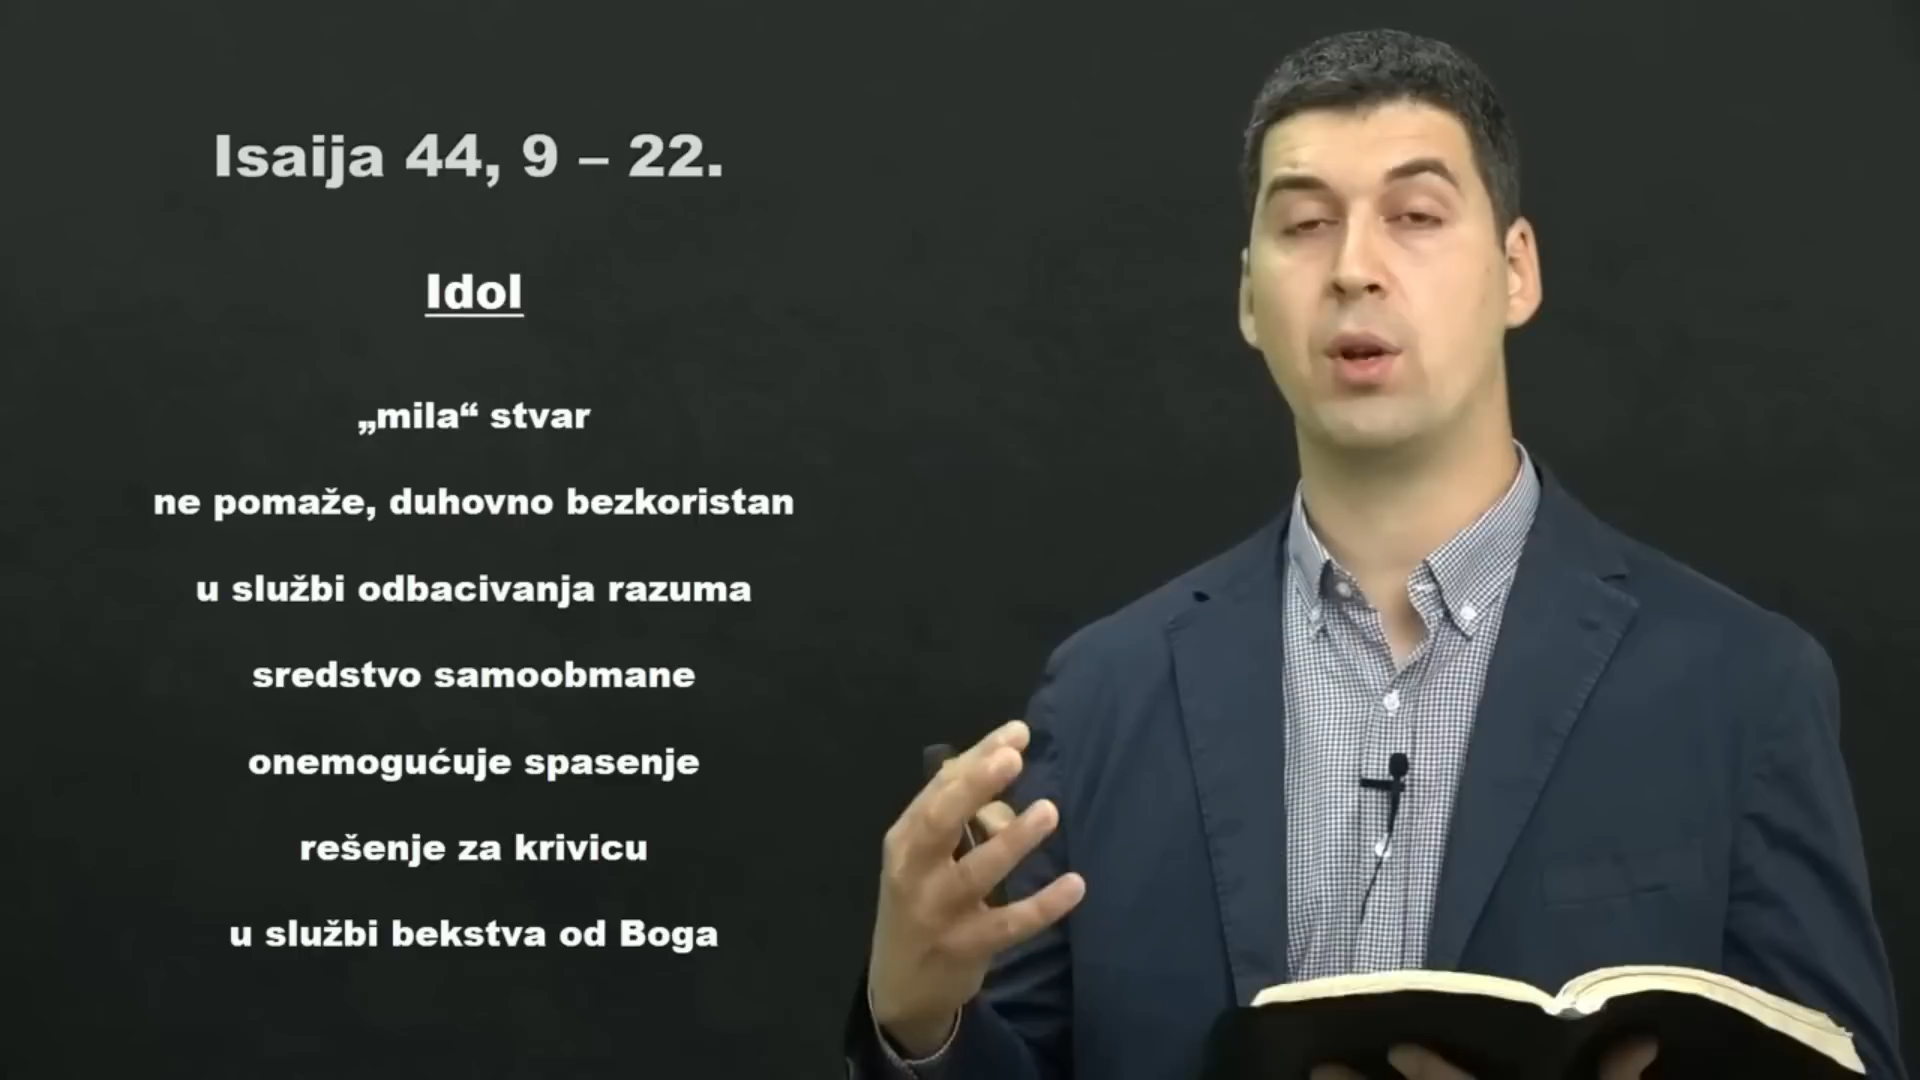 Isaija 44, 9 – 22.
Idol
„mila“ stvar
ne pomaže, duhovno bezkoristan
u službi odbacivanja razuma
sredstvo samoobmane
onemogućuje spasenje
rešenje za krivicu
u službi bekstva od Boga